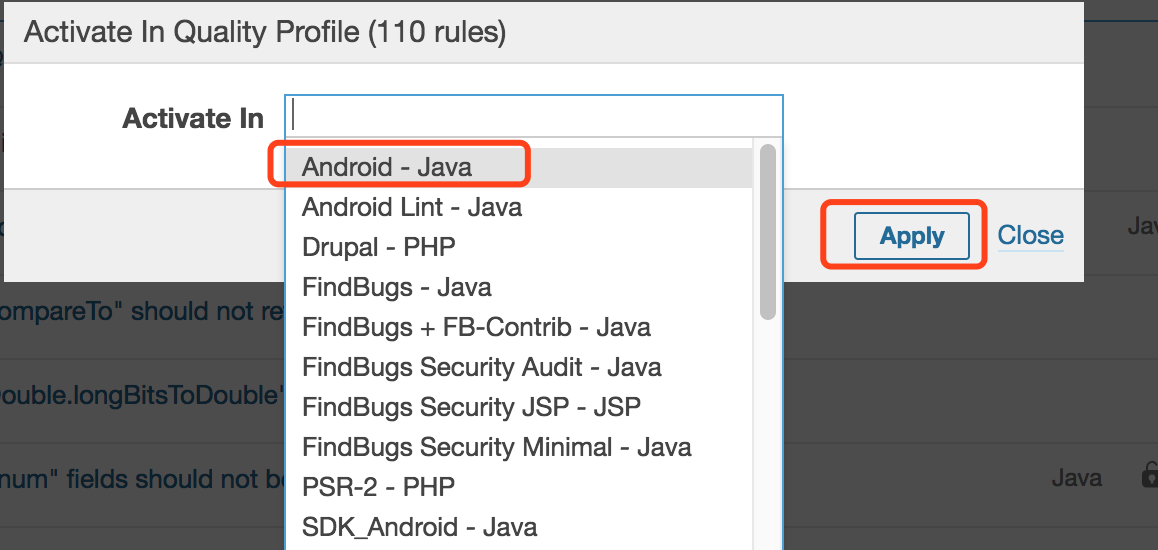 Activate In Quality Profile (110 rules)
Activate In
Android - Java
Android Lint - Java
Drupal - PHP
Apply
Close
Jav
FindBugs - Java
ompareTo" should not re
FindBugs + FB-Contrib - Java
FindBugs Security Audit - Java
ouble.longBitsToDouble"
FindBugs Security JSP - JSP
FindBugs Security Minimal - Java
num" fields should not be
Java
PSR-2 - PHP
SDK_Android - Java